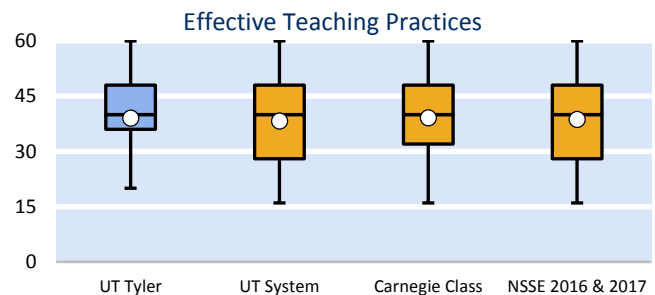 Effective Teaching Practices
60
45
30
15
0
UT Tyler
UT System
Carnegie Class
NSSE 2016 & 2017